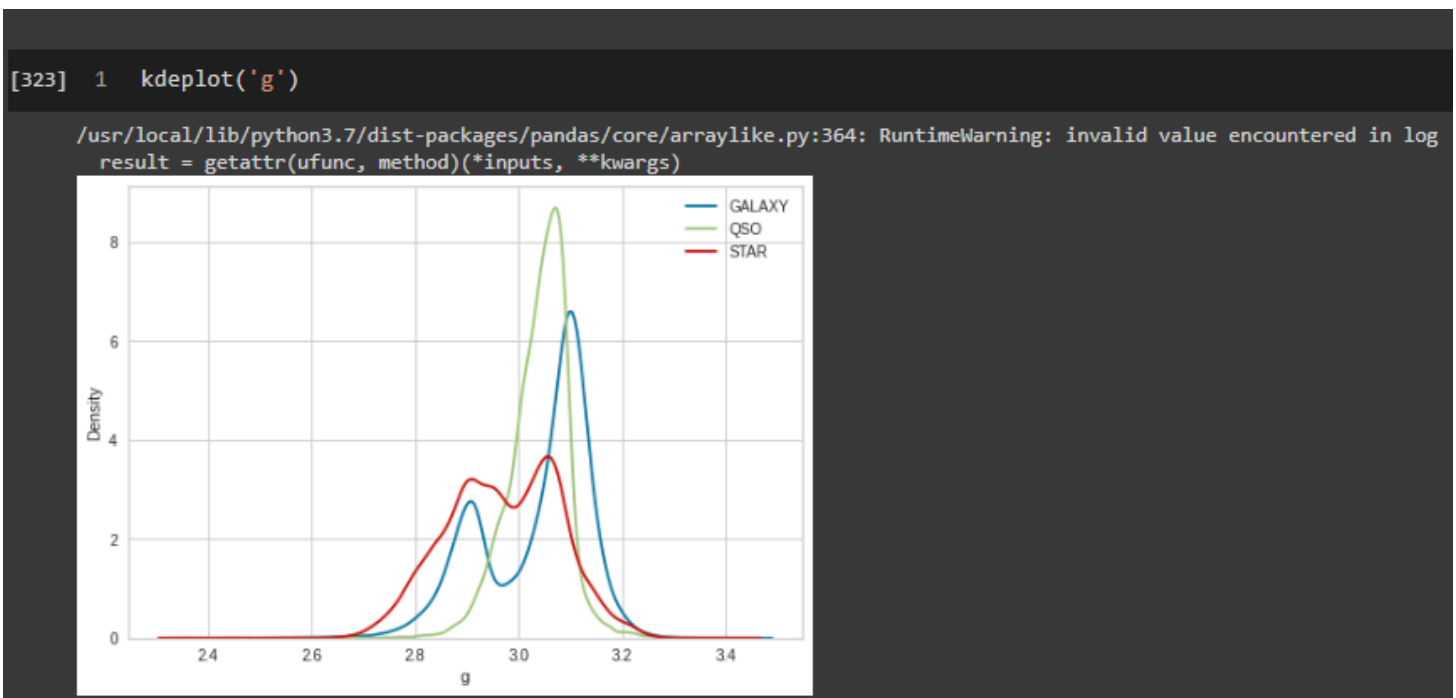 [323] 1 kdeplot('g')
/usr/local/lib/python3.7/dist-packages/pandas/core/arraylike.py:364: RuntimeWarning: invalid value encountered in log
result = getattr(ufunc, method)(*inputs, **kwargs)
GALAXY
QSO
STAR
8
6
4
2
0
Density
2.4 2.6 2.8 3.0 3.2 3.4
g